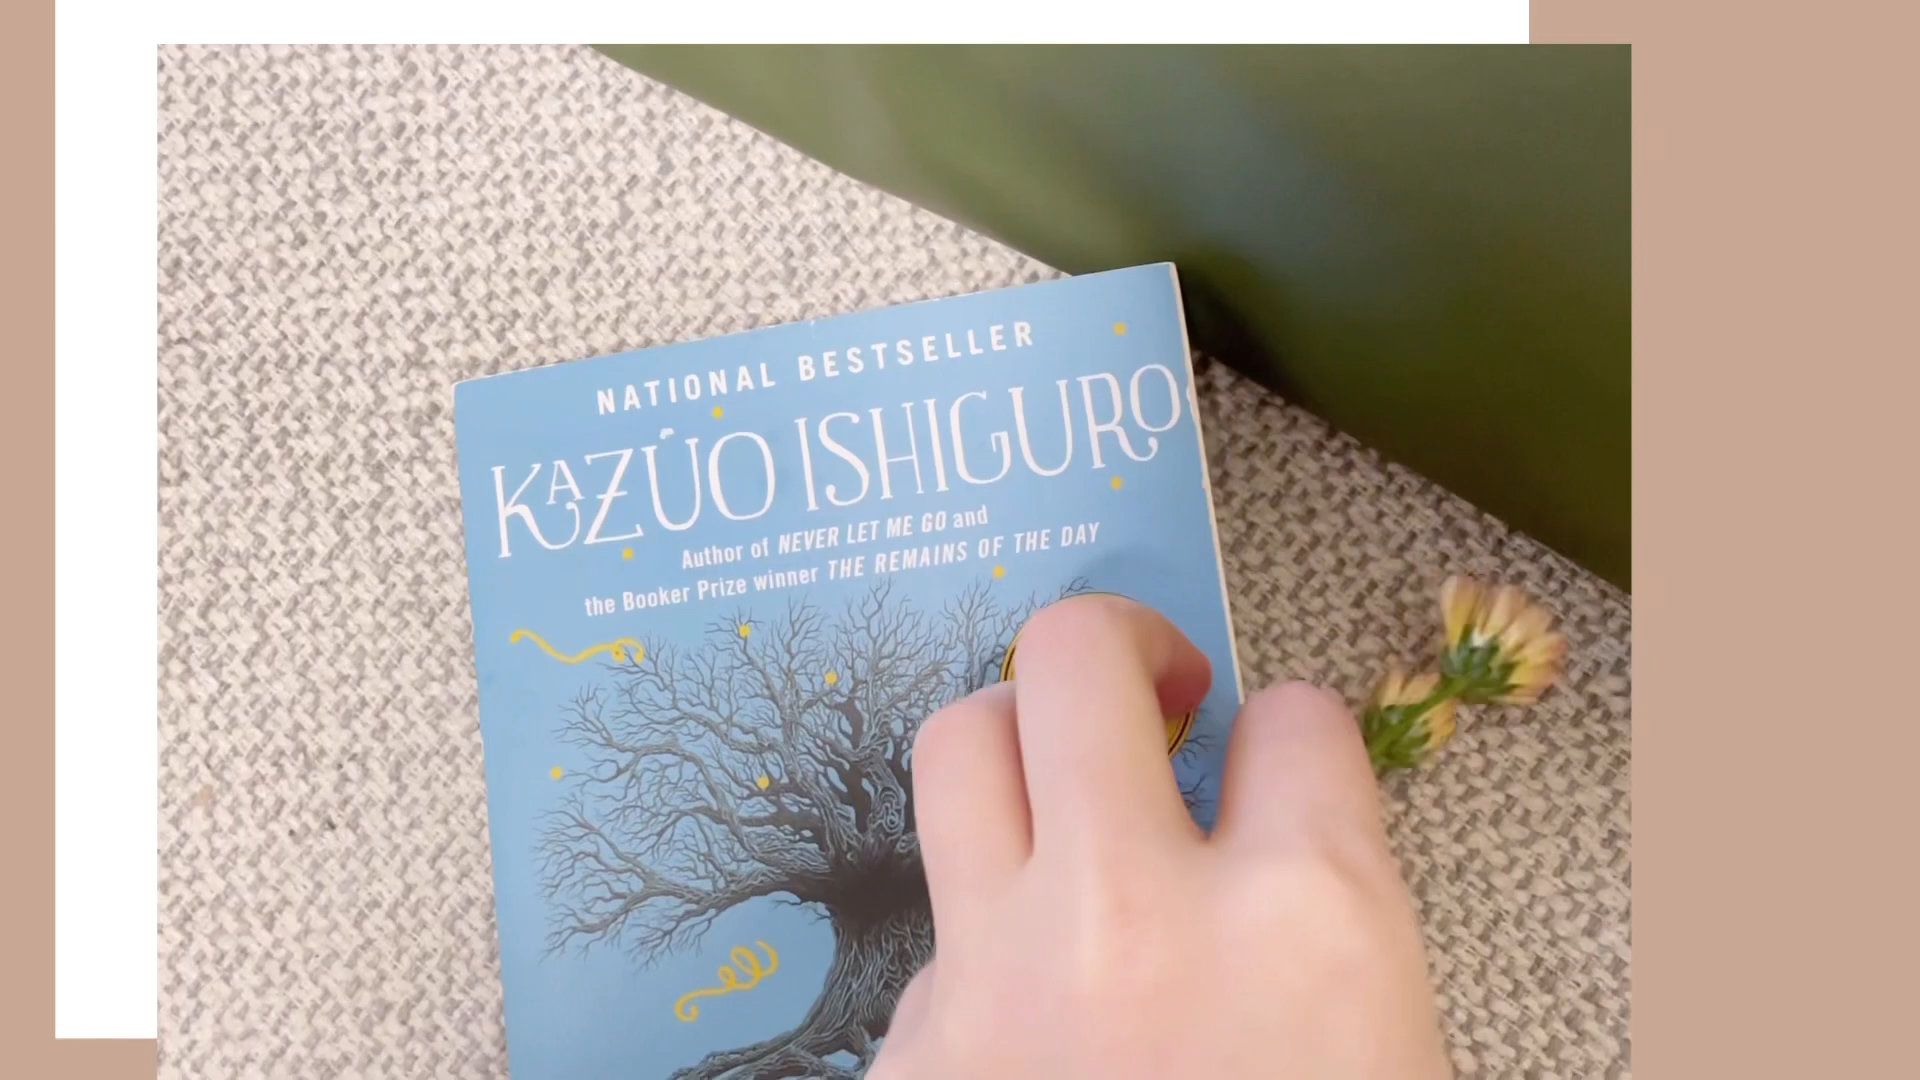 NATIONAL BESTSELLER
KAZUO ISHIGURO
Author of NEVER LET ME GO and
the Booker Prize winner THE REMAINS OF THE DAY